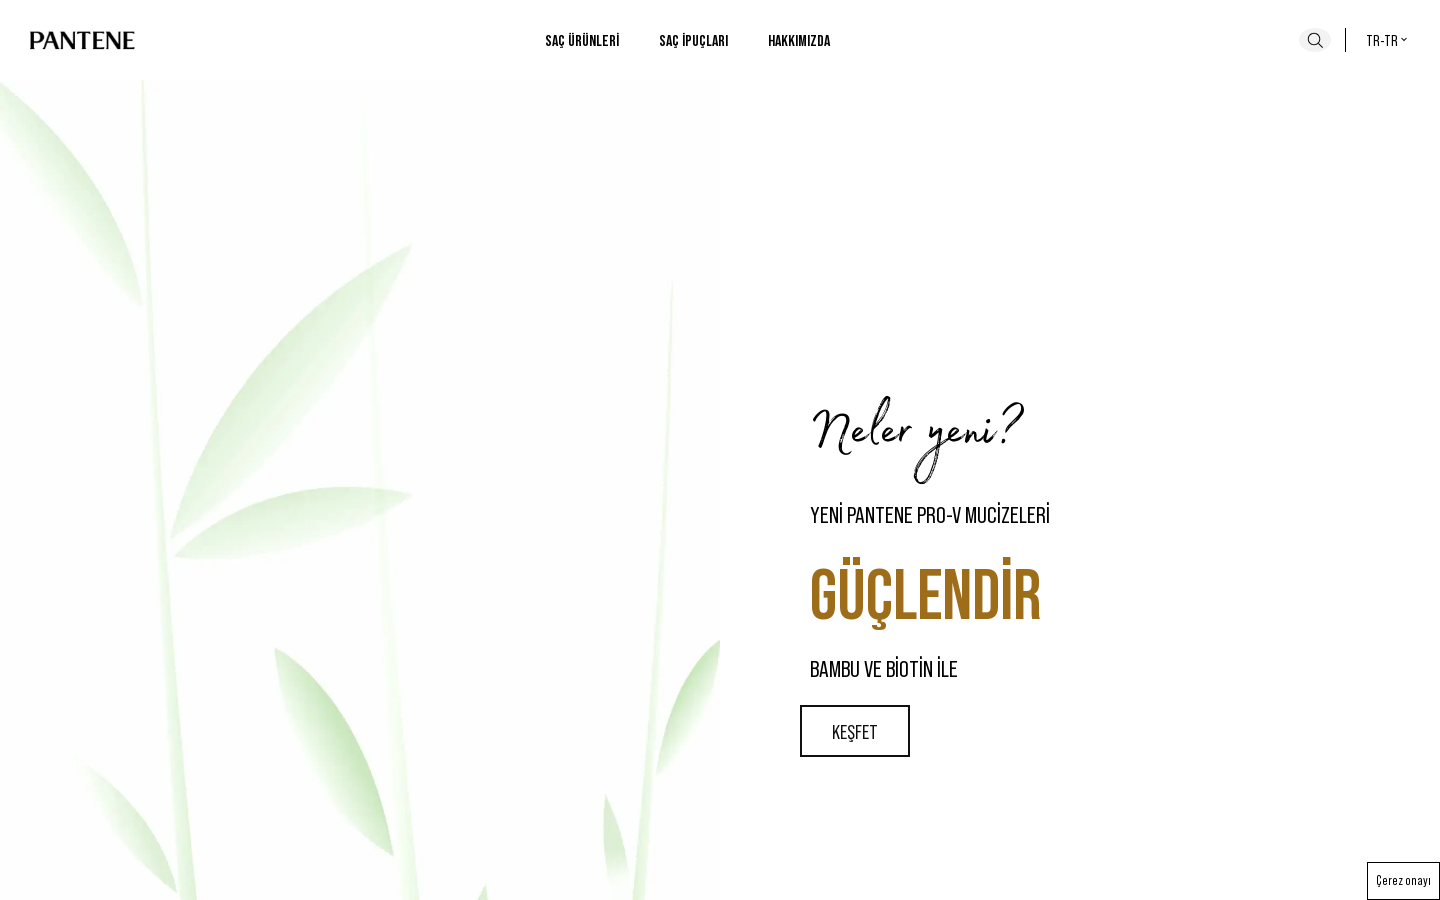 PANTENE
SAÇ ÜRÜNLERİ
SAÇ İPUÇLARI
HAKKIMIZDA
TR-TR
Neler yeni?
YENİ PANTENE PRO-V MUCİZELERİ
GÜÇLENDİR
BAMBU VE BİOTİN İLE
KEŞFET
Çerez onayı